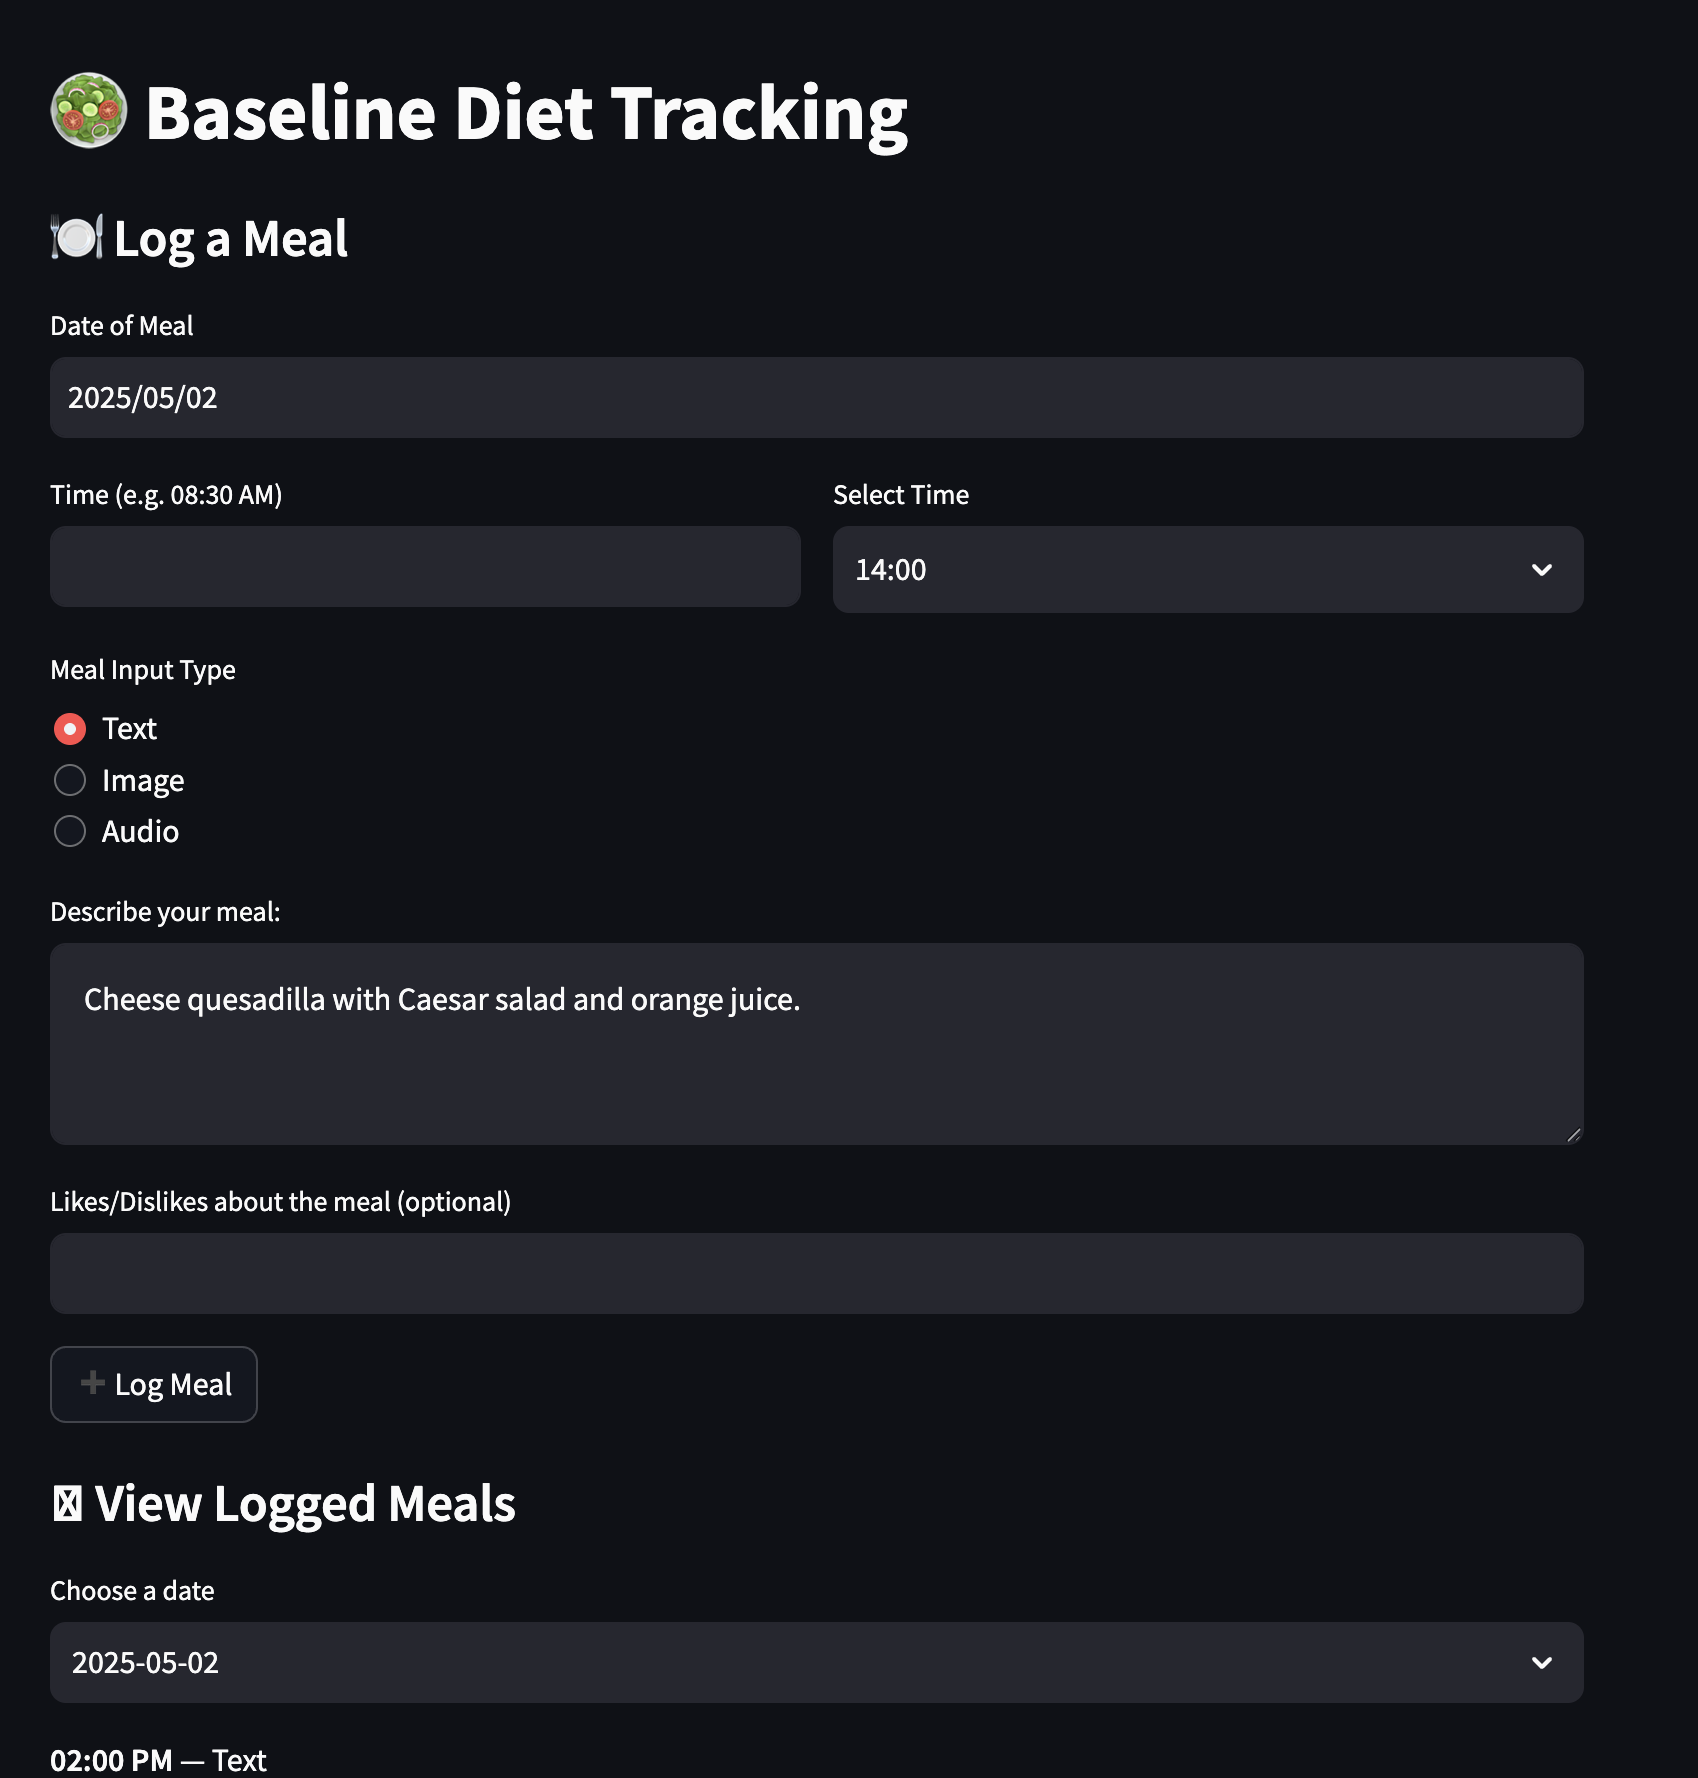 Baseline Diet Tracking
Log a Meal
Date of Meal
2025/05/02
Time (e.g. 08:30 AM)
Select Time
14:00
Meal Input Type
Text
Image
Audio
Describe your meal:
Cheese quesadilla with Caesar salad and orange juice.
Likes/Dislikes about the meal (optional)
Log Meal
View Logged Meals
Choose a date
2025-05-02
02:00 PM — Text